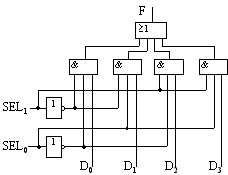 F
≥1
& & & &
SEL₁ 1
SEL₀ 1
D₀ D₁ D₂ D₃